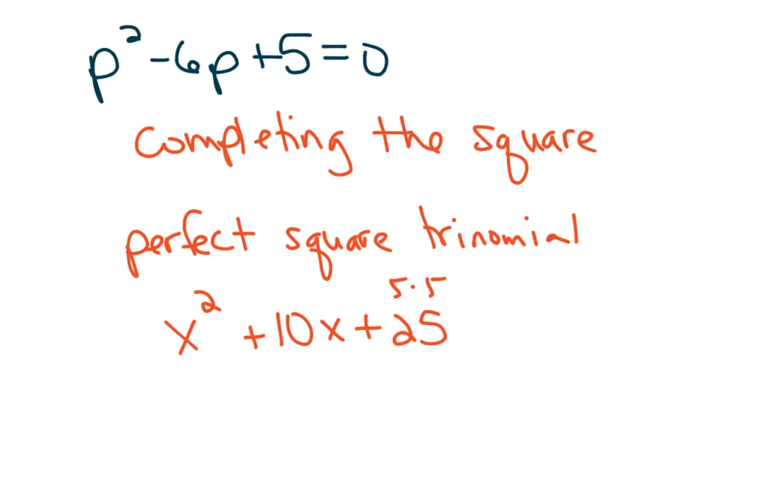 p² -6p +5 = 0
completing the square
perfect square trinomial
5·5
x² +10x + 25